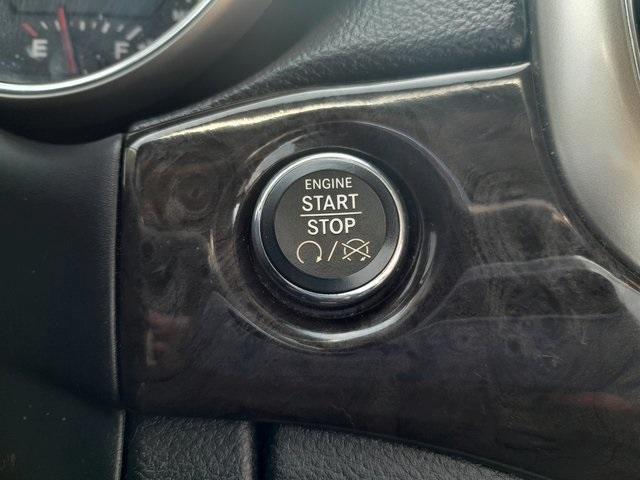 E F
ENGINE
START
STOP
/